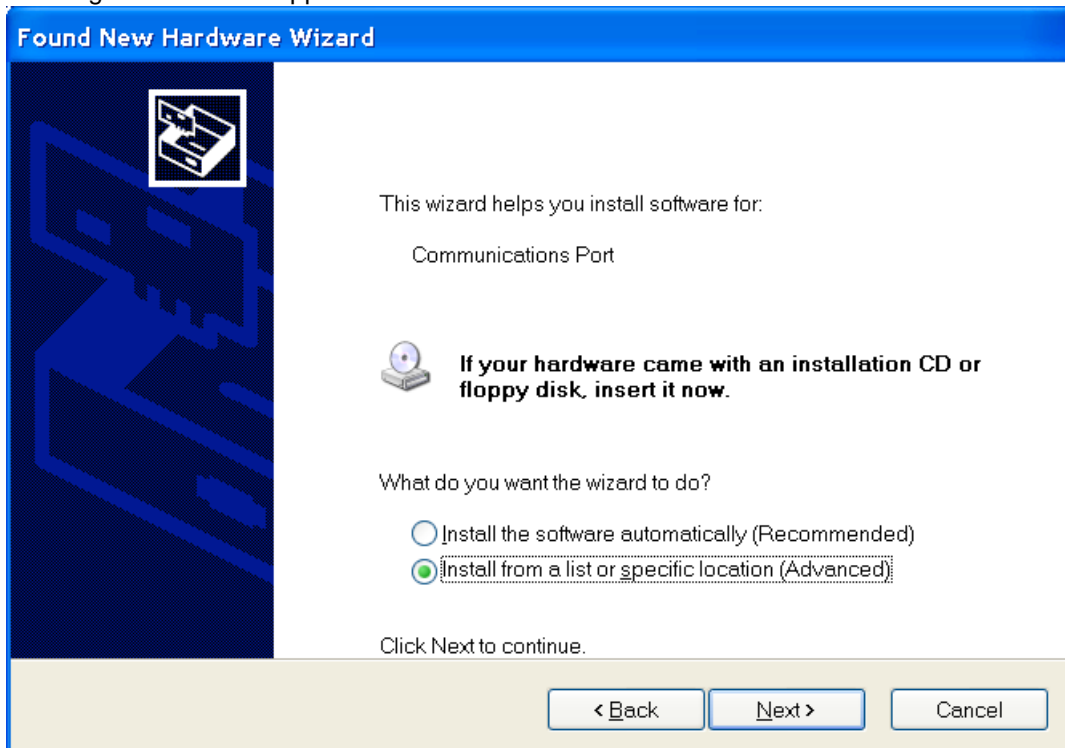 Found New Hardware Wizard
This wizard helps you install software for:
Communications Port
If your hardware came with an installation CD or
floppy disk, insert it now.
What do you want the wizard to do?
Install the software automatically (Recommended)
Install from a list or specific location (Advanced)
Click Next to continue.
< Back Next > Cancel